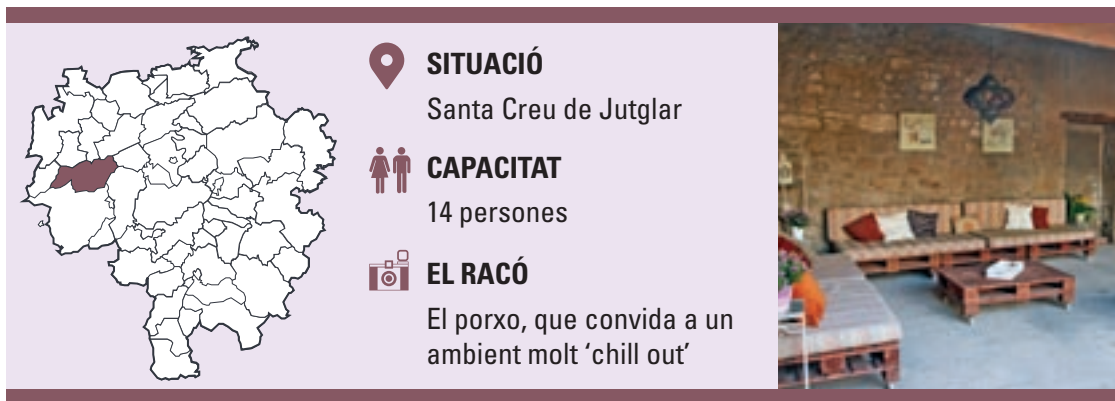 SITUACIÓ
Santa Creu de Jutglar
CAPACITAT
14 persones
EL RACÓ
El porxo, que convida a un
ambient molt ‘chill out’